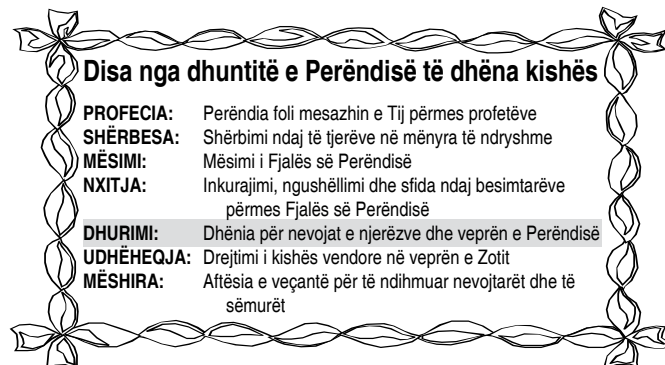 Disa nga dhuntitë e Perëndisë të dhëna kishës
PROFECIA: Perëndia foli mesazhin e Tij përmes profetëve
SHËRBESA: Shërbimi ndaj të tjerëve në mënyra të ndryshme
MËSIMI: Mësimi i Fjalës së Perëndisë
NXITJA: Inkurajimi, ngushëllimi dhe sfida ndaj besimtarëve
përmes Fjalës së Perëndisë
DHURIMI: Dhënia për nevojat e njerëzve dhe veprën e Perëndisë
UDHËHEQJA: Drejtimi i kishës vendore në veprën e Zotit
MËSHIRA: Aftësia e veçantë për të ndihmuar nevojtarët dhe të
sëmurët